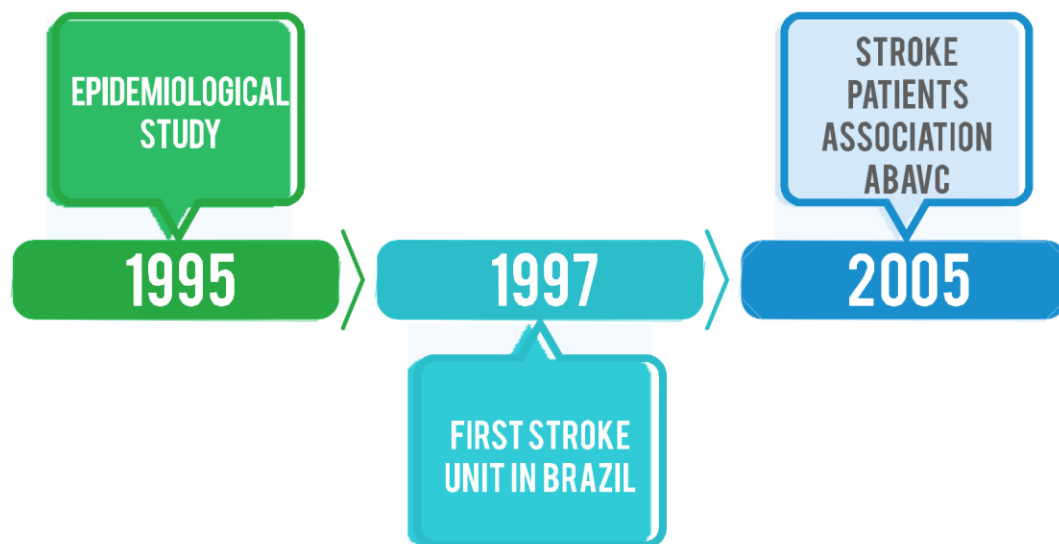 EPIDEMIOLOGICAL
STUDY
1995
1997
FIRST STROKE
UNIT IN BRAZIL
STROKE
PATIENTS
ASSOCIATION
ABAVC
2005